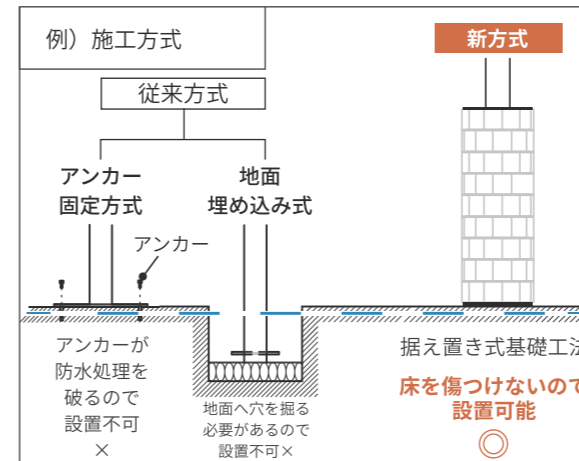 例）施工方式
新方式
従来方式
アンカー
固定方式
地面
埋め込み式
アンカー
アンカーが
防水処理を
破るので
設置不可
×
地面へ穴を掘る
必要があるので
設置不可×
据え置き式基礎工法
床を傷つけないので
設置可能
◎